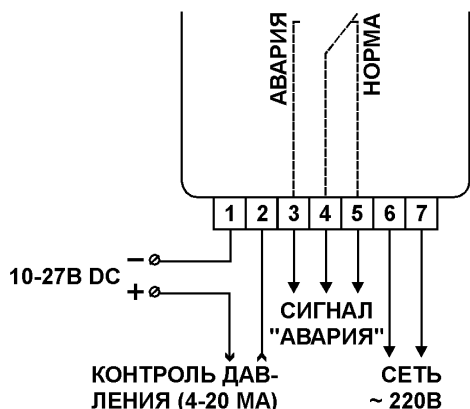 АВАРИЯ
НОРМА
1 2 3 4 5 6 7
10-27В DC
−
+
СИГНАЛ
"АВАРИЯ"
КОНТРОЛЬ ДАВ-
ЛЕНИЯ (4-20 МА)
СЕТЬ
~ 220В